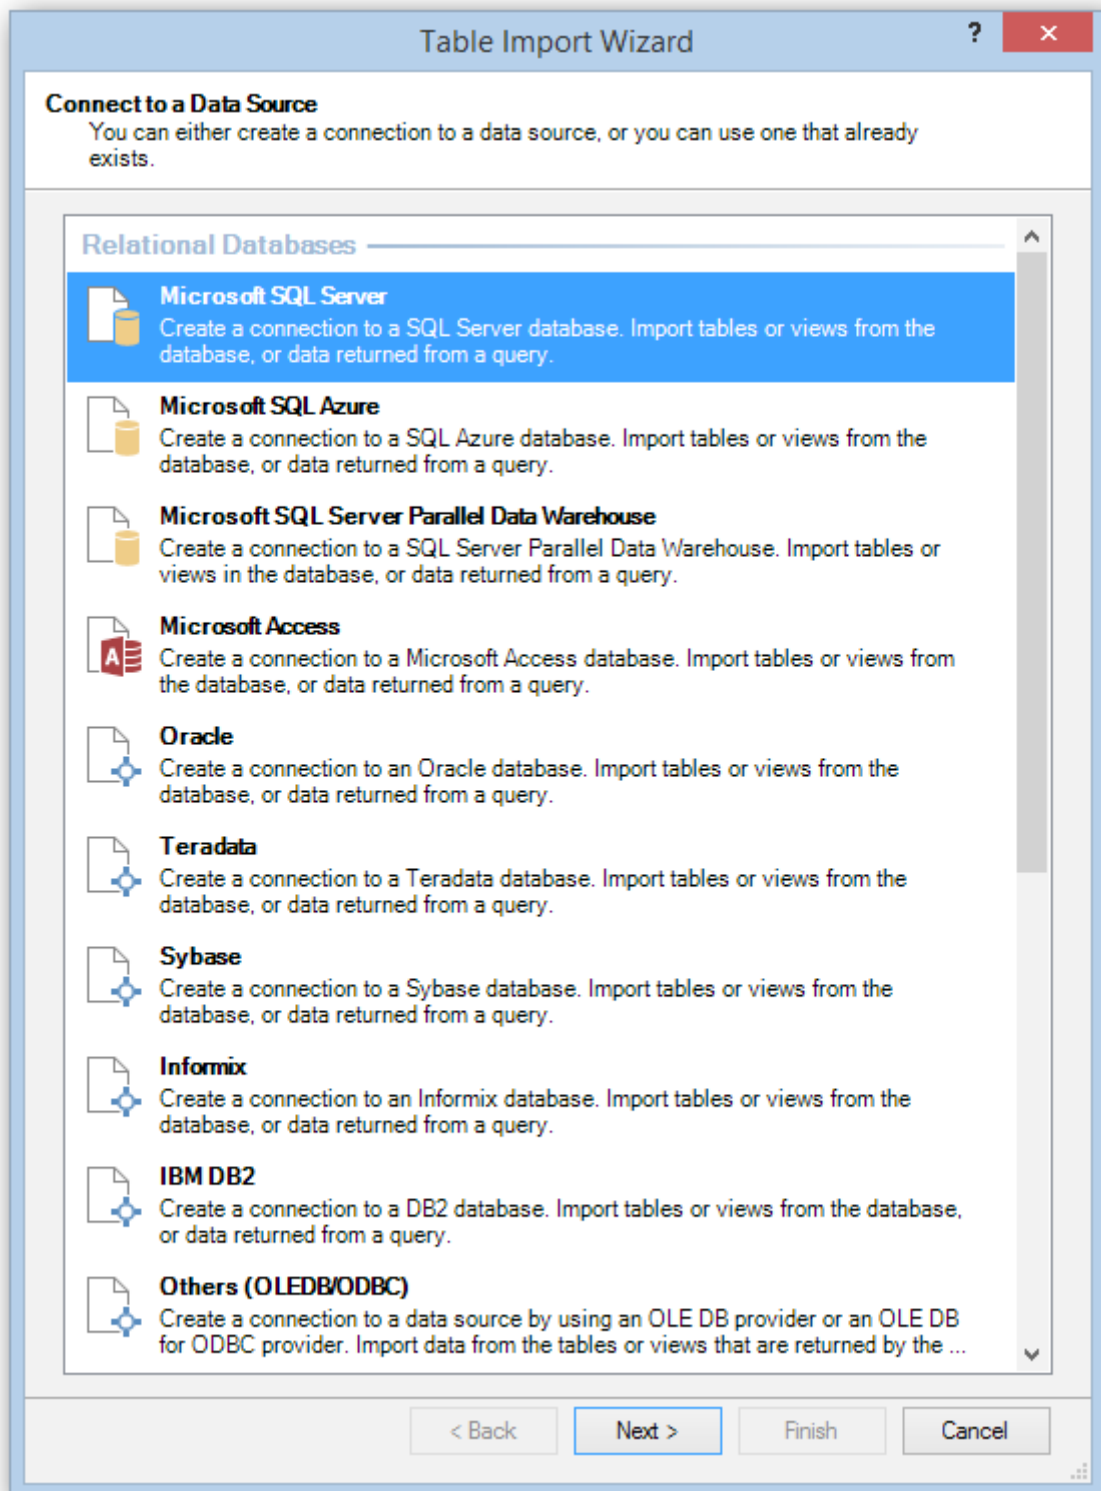 Table Import Wizard
?
Connect to a Data Source
You can either create a connection to a data source, or you can use one that already
exists.
Relational Databases
Microsoft SQL Server
Create a connection to a SQL Server database. Import tables or views from the
database, or data returned from a query.
Microsoft SQL Azure
Create a connection to a SQL Azure database. Import tables or views from the
database, or data returned from a query.
Microsoft SQL Server Parallel Data Warehouse
Create a connection to a SQL Server Parallel Data Warehouse. Import tables or
views in the database, or data returned from a query.
Microsoft Access
A
Create a connection to a Microsoft Access database. Import tables or views from
the database, or data returned from a query.
Oracle
Create a connection to an Oracle database. Import tables or views from the
database, or data returned from a query.
Teradata
Create a connection to a Teradata database. Import tables or views from the
database, or data returned from a query.
Sybase
Create a connection to a Sybase database. Import tables or views from the
database, or data returned from a query.
Informix
Create a connection to an Informix database. Import tables or views from the
database, or data returned from a query.
IBM DB2
Create a connection to a DB2 database. Import tables or views from the database,
or data returned from a query.
Others (OLEDB/ODBC)
Create a connection to a data source by using an OLE DB provider or an OLE DB
for ODBC provider. Import data from the tables or views that are returned by the ...
< Back
Next >
Finish
Cancel